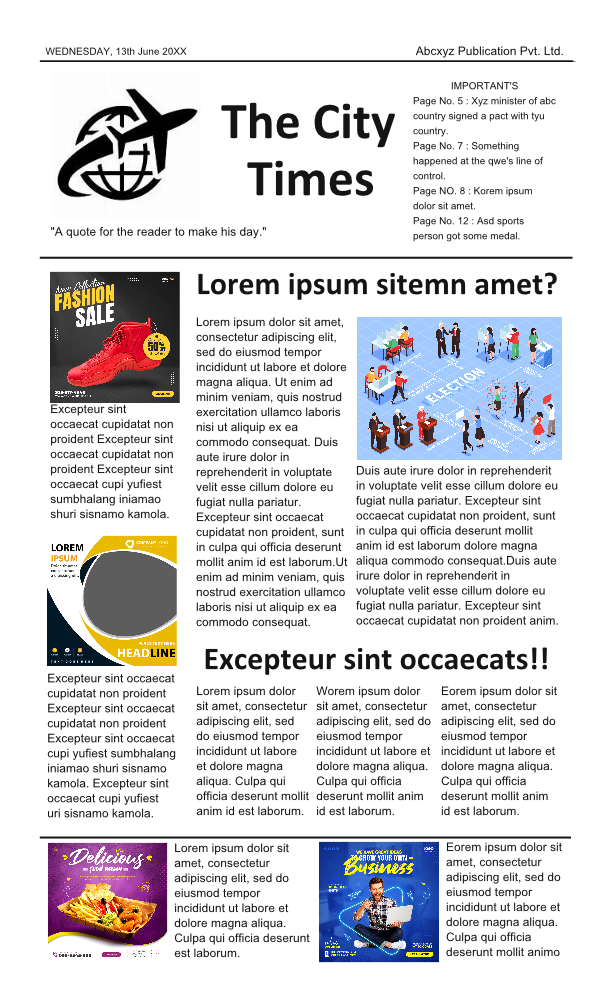 WEDNESDAY, 13th June 20XX
Abcxyz Publication Pvt. Ltd.
The City
Times
"A quote for the reader to make his day."
IMPORTANT'S
Page No. 5 : Xyz minister of abc
country signed a pact with tyu
country.
Page No. 7 : Something
happened at the qwe's line of
control.
Page NO. 8 : Korem ipsum
dolor sit amet.
Page No. 12 : Asd sports
person got some medal.
New Collection
FASHION
SALE
50%
Excepteur sint
occaecat cupidatat non
proident Excepteur sint
occaecat cupidatat non
proident Excepteur sint
occaecat cupi yufiest
sumbhalang iniamao
shuri sisnamo kamola.
LOREM
IPSUM
HEADLINE
Excepteur sint occaecat
cupidatat non proident
Excepteur sint occaecat
cupidatat non proident
Excepteur sint occaecat
cupi yufiest sumbhalang
iniamao shuri sisnamo
kamola. Excepteur sint
occaecat cupi yufiest
uri sisnamo kamola.
Lorem ipsum sitemn amet?
Lorem ipsum dolor sit amet,
consectetur adipiscing elit,
sed do eiusmod tempor
incididunt ut labore et dolore
magna aliqua. Ut enim ad
minim veniam, quis nostrud
exercitation ullamco laboris
nisi ut aliquip ex ea
commodo consequat. Duis
aute irure dolor in
reprehenderit in voluptate
velit esse cillum dolore eu
fugiat nulla pariatur.
Excepteur sint occaecat
cupidatat non proident, sunt
in culpa qui officia deserunt
mollit anim id est laborum.Ut
enim ad minim veniam, quis
nostrud exercitation ullamco
laboris nisi ut aliquip ex ea
commodo consequat.
ELECTION
Duis aute irure dolor in reprehenderit
in voluptate velit esse cillum dolore eu
fugiat nulla pariatur. Excepteur sint
occaecat cupidatat non proident, sunt
in culpa qui officia deserunt mollit
anim id est laborum dolore magna
aliqua commodo consequat.Duis aute
irure dolor in reprehenderit in
voluptate velit esse cillum dolore eu
fugiat nulla pariatur. Excepteur sint
occaecat cupidatat non proident anim.
Excepteur sint occaecats!!
Lorem ipsum dolor
sit amet, consectetur
adipiscing elit, sed
do eiusmod tempor
incididunt ut labore
et dolore magna
aliqua. Culpa qui
officia deserunt mollit
anim id est laborum.
Worem ipsum dolor
sit amet, consectetur
adipiscing elit, sed do
eiusmod tempor
incididunt ut labore et
dolore magna aliqua.
Culpa qui officia
deserunt mollit anim
id est laborum.
Eorem ipsum dolor sit
amet, consectetur
adipiscing elit, sed do
eiusmod tempor
incididunt ut labore et
dolore magna aliqua.
Culpa qui officia
deserunt mollit anim
id est laborum.
Delicious
food menu
Lorem ipsum dolor sit
amet, consectetur
adipiscing elit, sed do
eiusmod tempor
incididunt ut labore et
dolore magna aliqua.
Culpa qui officia deserunt
est laborum.
WE HAVE GREAT IDEAS
GROW YOUR OWN
Business
Eorem ipsum dolor sit
amet, consectetur
adipiscing elit, sed do
eiusmod tempor
incididunt ut labore et
dolore magna aliqua.
Culpa qui officia
deserunt mollit animo